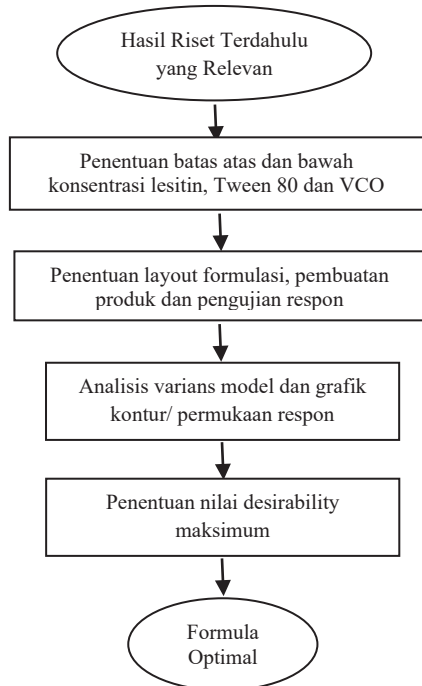 Hasil Riset Terdahulu
yang Relevan
Penentuan batas atas dan bawah
konsentrasi lesitin, Tween 80 dan VCO
Penentuan layout formulasi, pembuatan
produk dan pengujian respon
Analisis varians model dan grafik
kontur/ permukaan respon
Penentuan nilai desirability
maksimum
Formula
Optimal